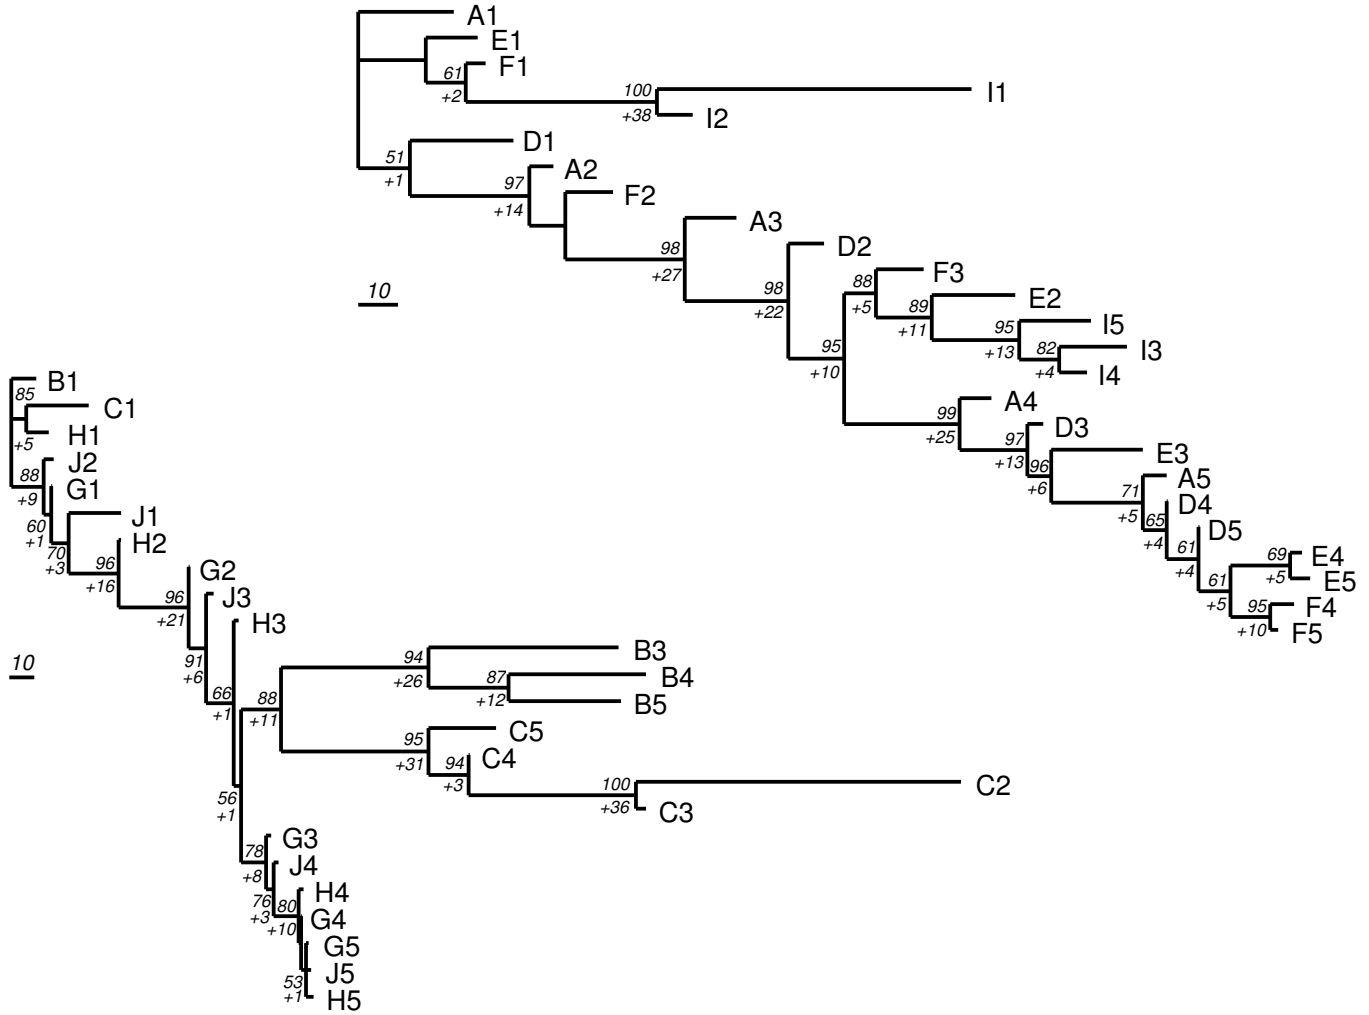 A1
E1
F1
61
+2
100
+38
I1
I2
D1
51
+1
A2
97
+14
F2
A3
98
+27
D2
98
+22
F3
88
+5
E2
89
+11
I5
95
+13
I3
82
+4
I4
95
+10
A4
99
+25
D3
97
+13
E3
96
+6
A5
71
+5
D4
65
+4
D5
61
+4
E4
69
+5
E5
61
+5
F4
95
+10
F5
10
B1
85
C1
+5
H1
J2
88
+9
G1
60
+1
J1
70
+3
H2
96
+16
G2
96
+21
J3
91
+6
H3
66
+1
10
B3
94
+26
B4
87
+12
B5
88
+11
C5
95
+31
C4
94
+3
C2
100
+36
C3
56
+1
G3
78
+8
J4
76
+3
H4
80
+10
G4
G5
J5
53
+1
H5